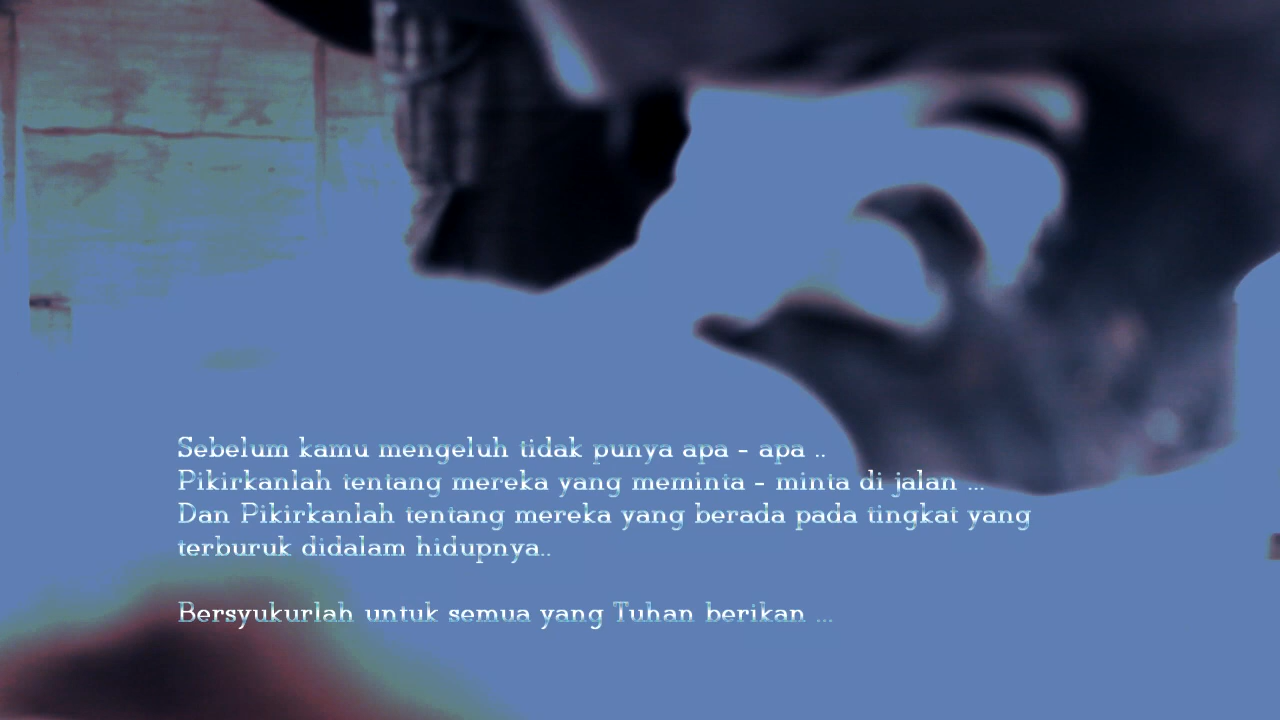 Sebelum kamu mengeluh tidak punya apa - apa ..
Pikirkanlah tentang mereka yang meminta - minta di jalan ...
Dan Pikirkanlah tentang mereka yang berada pada tingkat yang
terburuk didalam hidupnya..
Bersyukurlah untuk semua yang Tuhan berikan ...